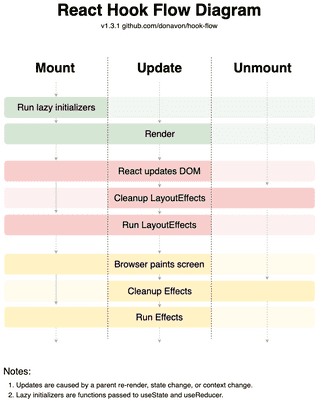 React Hook Flow Diagram
v1.3.1 github.com/donavon/hook-flow
Mount Update Unmount
Run lazy initializers
Render
React updates DOM
Cleanup LayoutEffects
Run LayoutEffects
Browser paints screen
Cleanup Effects
Run Effects
Notes:
1. Updates are caused by a parent re-render, state change, or context change.
2. Lazy initializers are functions passed to useState and useReducer.